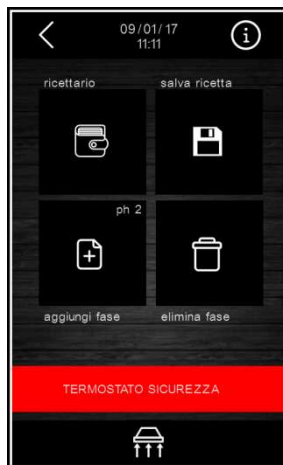 09/01/17
11:11
i
ricettario salva ricetta
ph 2
aggiungi fase elimina fase
TERMOSTATO SICUREZZA